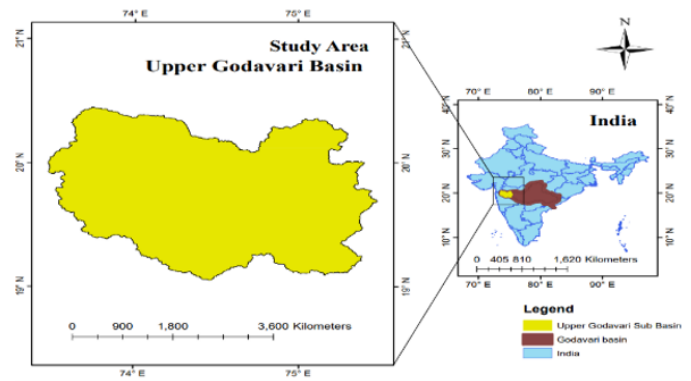 74° E 75° E
21° N 21° N
Study Area
Upper Godavari Basin
20° N 20° N
19° N 19° N
0 900 1,800 3,600 Kilometers
74° E 75° E
N
70° E 80° E 90° E
40° N 40° N
India
30° N 30° N
20° N 20° N
10° N 10° N
0 405 810 1,620 Kilometers
70° E 80° E 90° E
Legend
Upper Godavari Sub Basin
Godavari basin
India